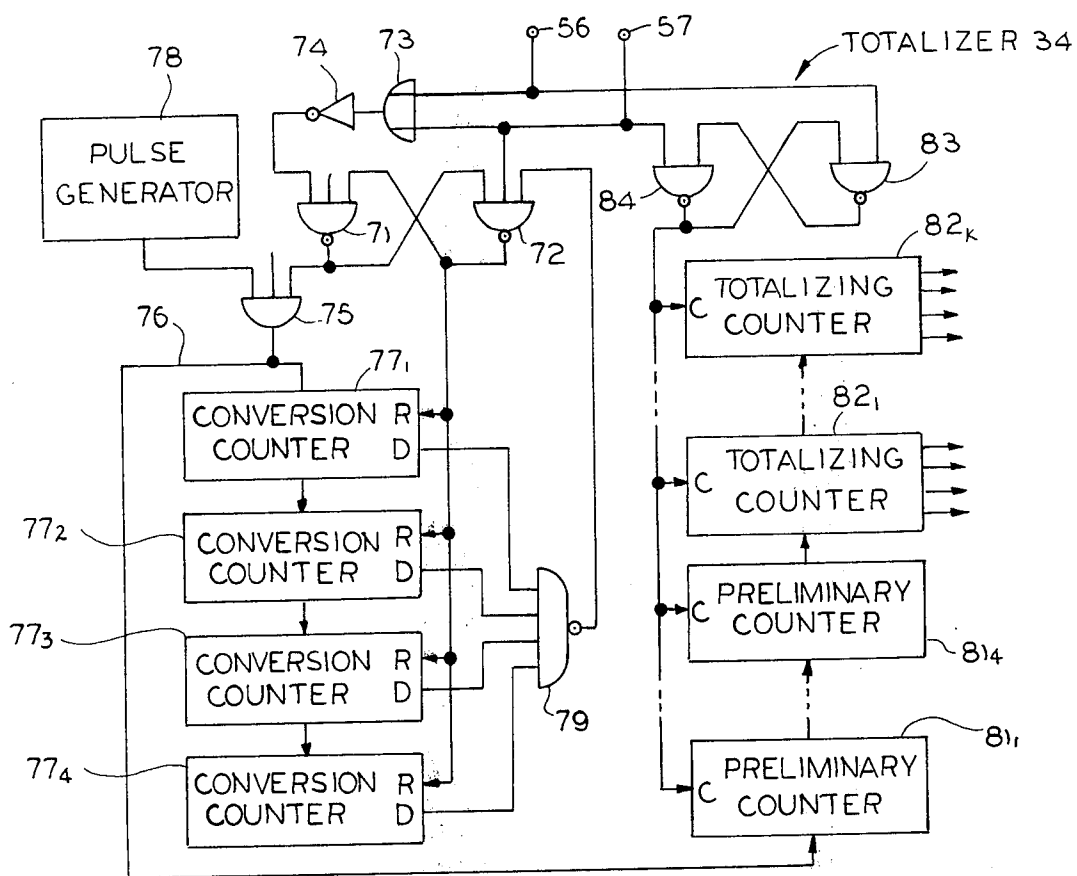 56
57
TOTALIZER 34
73
74
78
PULSE
GENERATOR
71
72
84
83
75
76
82K
TOTALIZING
COUNTER
C
77₁
CONVERSION
COUNTER
R
D
82₁
TOTALIZING
COUNTER
C
77₂
CONVERSION
COUNTER
R
D
PRELIMINARY
COUNTER
C
81₄
77₃
CONVERSION
COUNTER
R
D
79
77₄
CONVERSION
COUNTER
R
D
81₁
PRELIMINARY
COUNTER
C